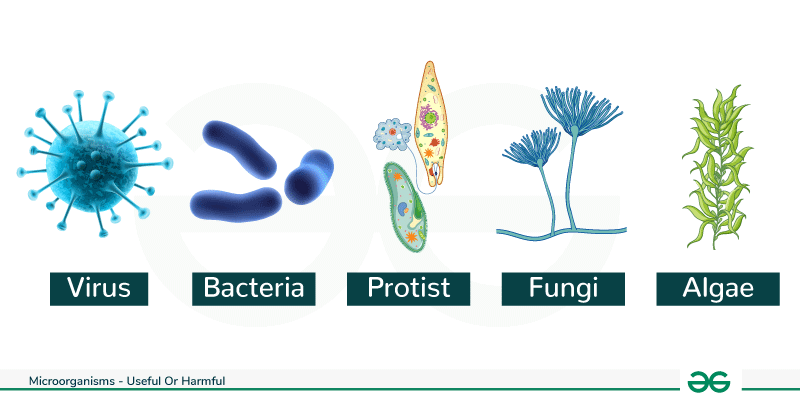 Virus
Bacteria
Protist
Fungi
Algae
Microorganisms - Useful Or Harmful